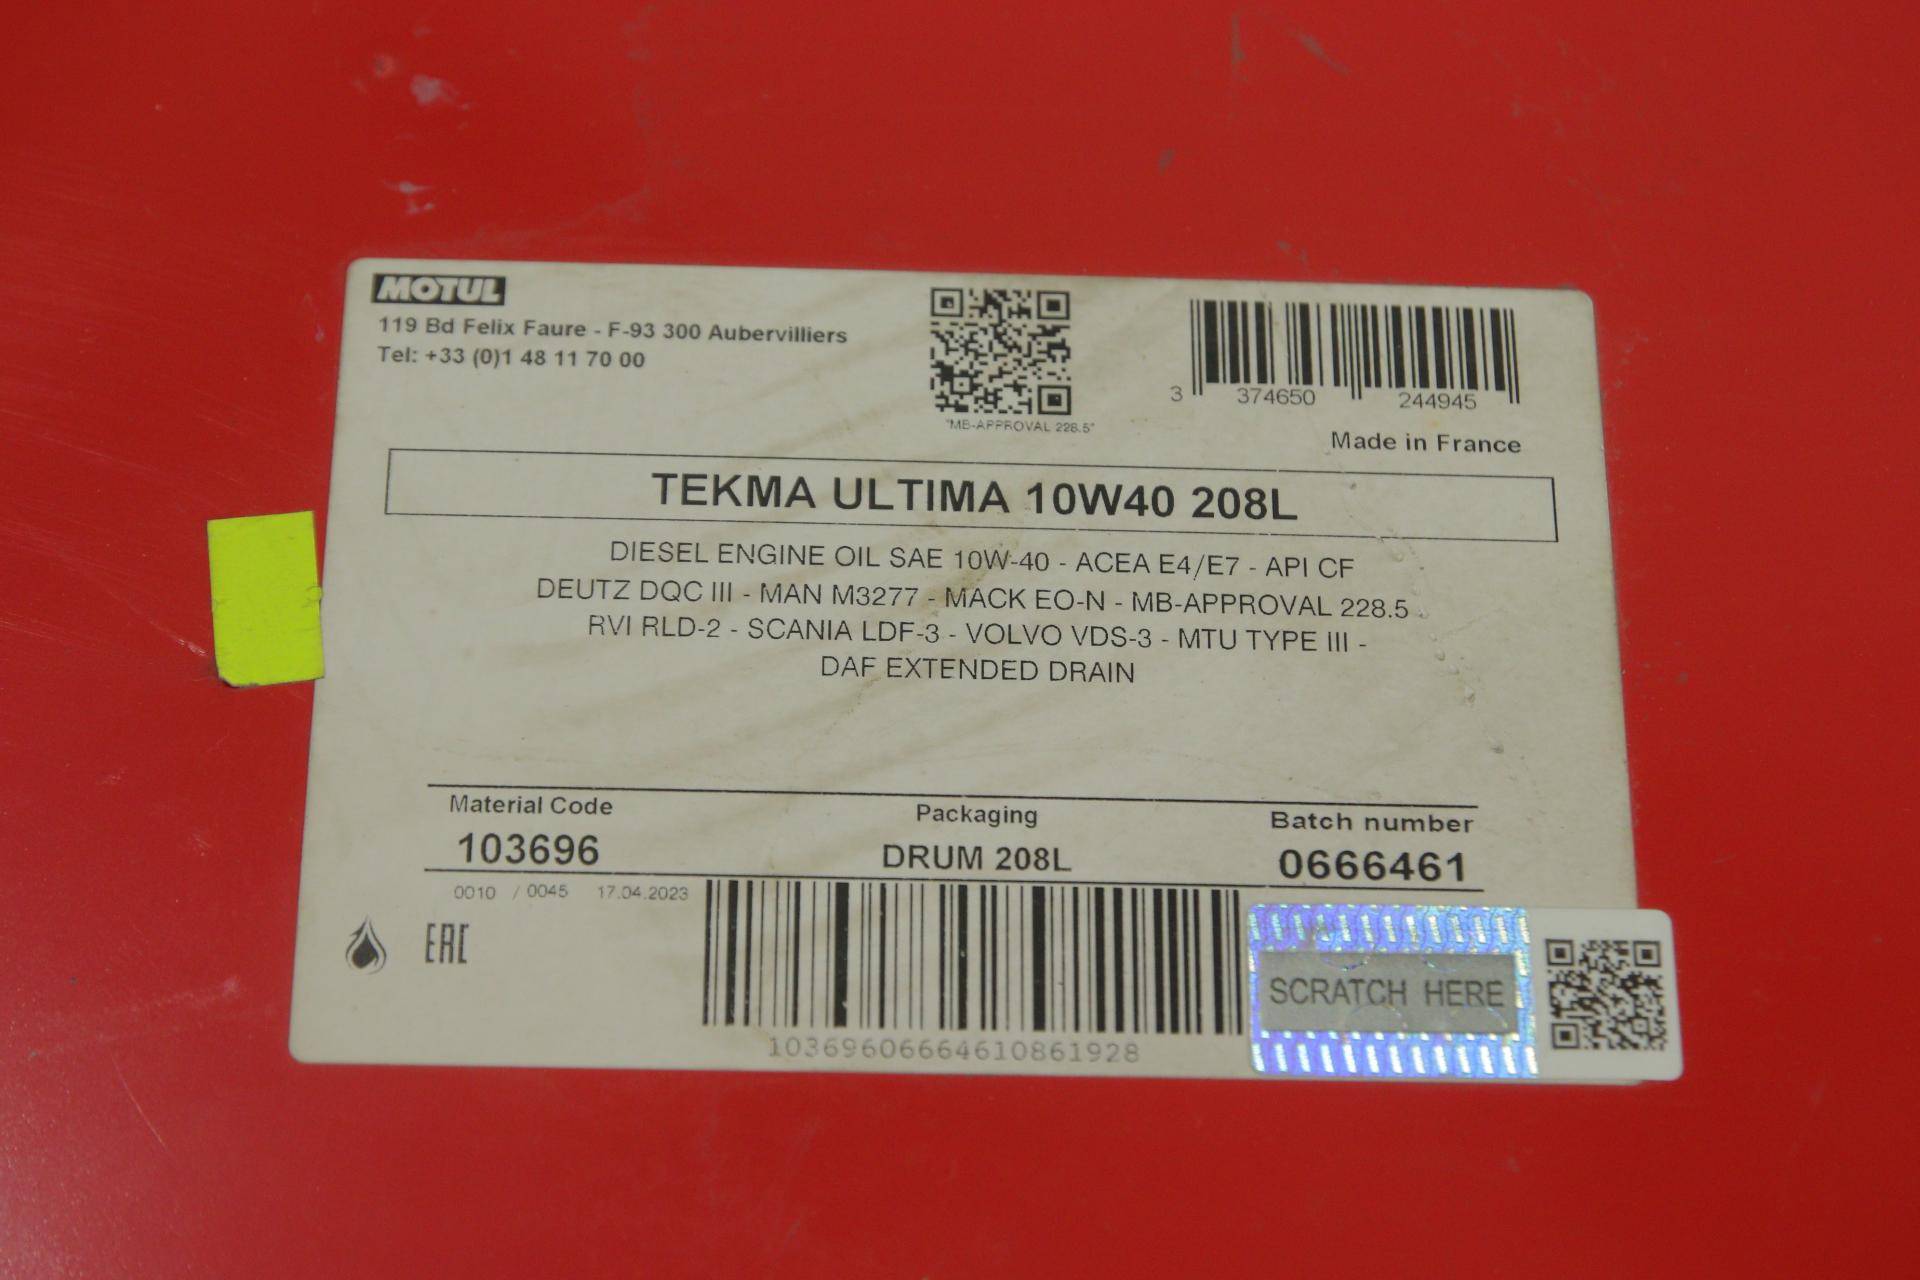 MOTUL
119 Bd Felix Faure - F-93 300 Aubervilliers
Tel: +33 (0)1 48 11 70 00
"MB-APPROVAL 228.5"
3 374650 244945
Made in France
TEKMA ULTIMA 10W40 208L
DIESEL ENGINE OIL SAE 10W-40 - ACEA E4/E7 - API CF
DEUTZ DQC III - MAN M3277 - MACK EO-N - MB-APPROVAL 228.5
RVI RLD-2 - SCANIA LDF-3 - VOLVO VDS-3 - MTU TYPE III -
DAF EXTENDED DRAIN
Material Code Packaging Batch number
103696 DRUM 208L 0666461
0010 / 0045 17.04.2023
EAC
10369606664610861928
SCRATCH HERE